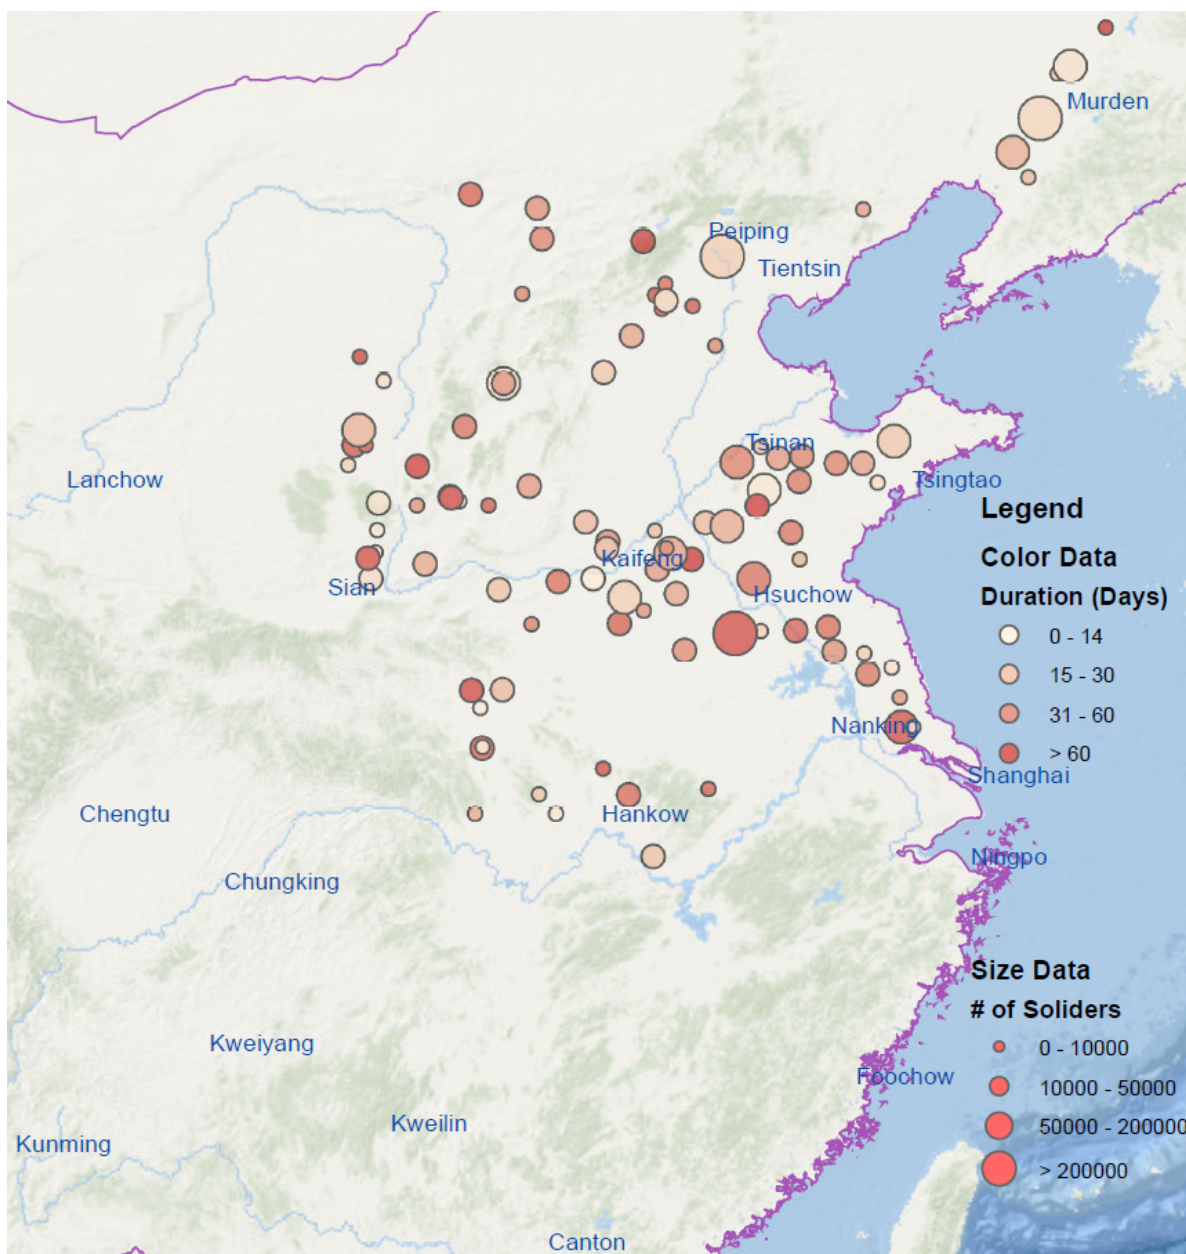 Murden
Peiping
Tientsin
Tsinan
Lanchow
Tsingtao
Legend
Color Data
Kaifeng
Sian
Hsuchow
Duration (Days)
0 - 14
15 - 30
31 - 60
> 60
Nanking
Shanghai
Chengtu
Hankow
Ningpo
Chungking
Size Data
# of Soliders
0 - 10000
10000 - 50000
50000 - 200000
> 200000
Kweiyang
Foochow
Kweilin
Kunming
Canton